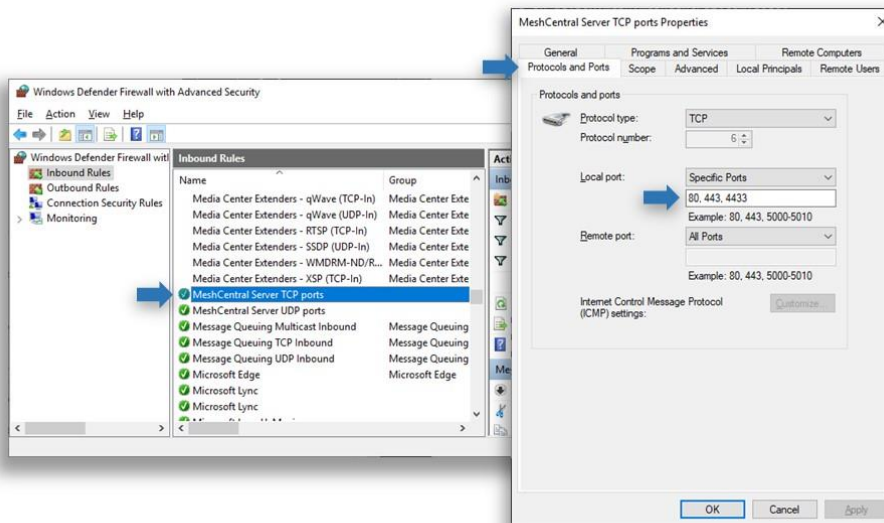 MeshCentral Server TCP ports Properties
General Programs and Services Remote Computers
Protocols and Ports Scope Advanced Local Principals Remote Users
Protocols and ports
Protocol type: TCP
Protocol number: 6
Local port: Specific Ports
80, 443, 4433
Example: 80, 443, 5000-5010
Remote port: All Ports
Example: 80, 443, 5000-5010
Internet Control Message Protocol
(ICMP) settings:
Customize...
OK Cancel Apply
Windows Defender Firewall with Advanced Security
File Action View Help
Windows Defender Firewall witl
Inbound Rules
Outbound Rules
Connection Security Rules
Monitoring
Inbound Rules
Name Group
Media Center Extenders - qWave (TCP-In) Media Center Exte
Media Center Extenders - qWave (UDP-In) Media Center Exte
Media Center Extenders - RTSP (TCP-In) Media Center Exte
Media Center Extenders - SSDP (UDP-In) Media Center Exte
Media Center Extenders - WMDRM-ND/R... Media Center Exte
Media Center Extenders - XSP (TCP-In) Media Center Exte
MeshCentral Server TCP ports
MeshCentral Server UDP ports
Message Queuing Multicast Inbound Message Queuing
Message Queuing TCP Inbound Message Queuing
Message Queuing UDP Inbound Message Queuing
Microsoft Edge Microsoft Edge
Microsoft Lync
Microsoft Lync
Acti
Inb
Me